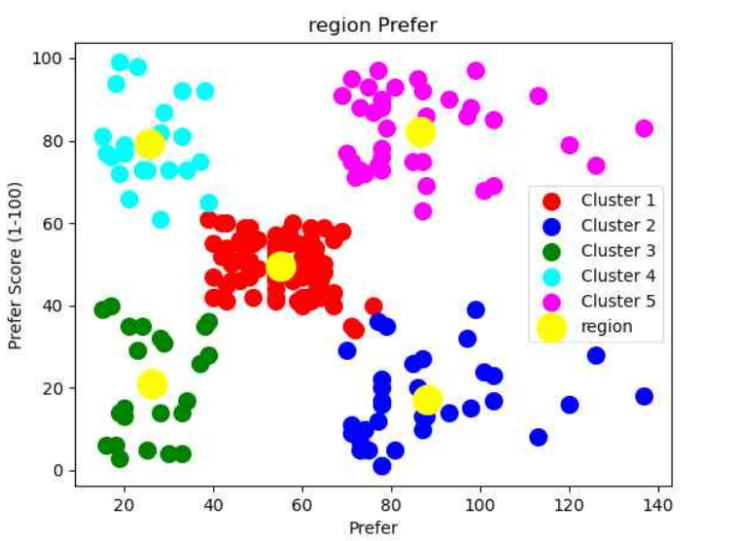 region Prefer
100
80
60
40
20
0
Prefer Score (1-100)
Cluster 1
Cluster 2
Cluster 3
Cluster 4
Cluster 5
region
20 40 60 80 100 120 140
Prefer